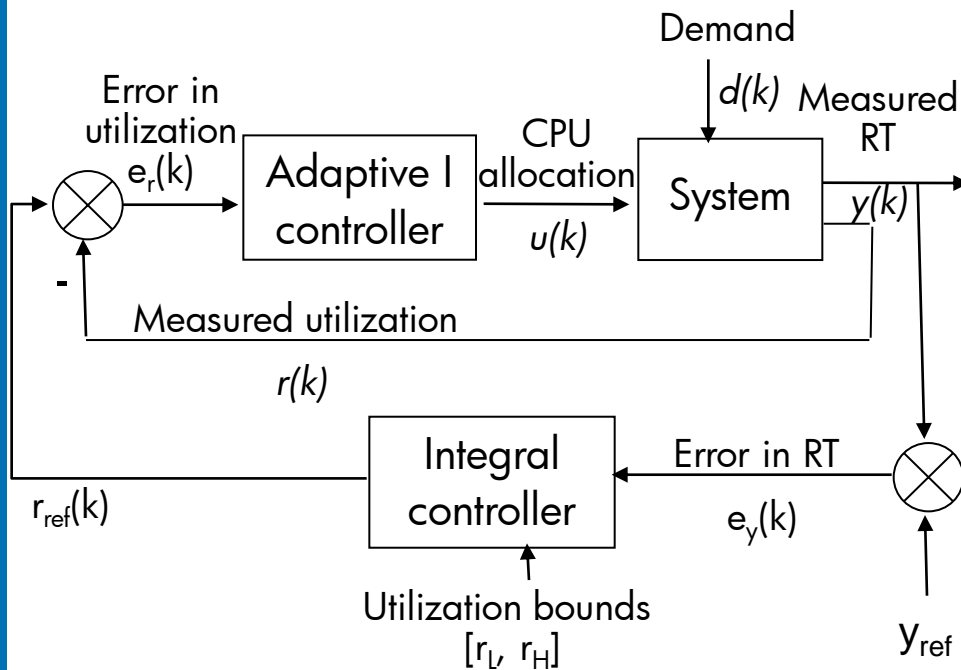 Demand
d(k)
Measured
RT
Error in
utilization
e_r(k)
Adaptive I
controller
CPU
allocation
u(k)
System
y(k)
-
Measured utilization
r(k)
Integral
controller
Error in RT
e_y(k)
r_ref(k)
Utilization bounds
[r_L, r_H]
y_ref